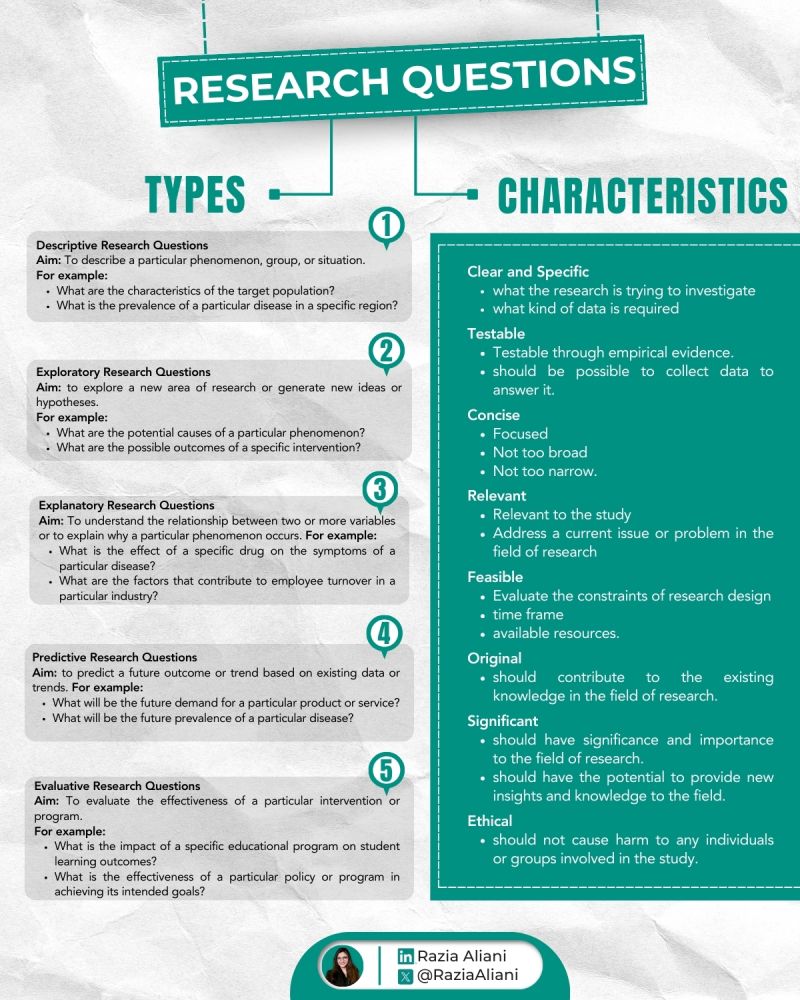 RESEARCH QUESTIONS
TYPES
1
Descriptive Research Questions
Aim: To describe a particular phenomenon, group, or situation.
For example:
• What are the characteristics of the target population?
• What is the prevalence of a particular disease in a specific region?
2
Exploratory Research Questions
Aim: to explore a new area of research or generate new ideas or
hypotheses.
For example:
• What are the potential causes of a particular phenomenon?
• What are the possible outcomes of a specific intervention?
3
Explanatory Research Questions
Aim: To understand the relationship between two or more variables
or to explain why a particular phenomenon occurs. For example:
• What is the effect of a specific drug on the symptoms of a
particular disease?
• What are the factors that contribute to employee turnover in a
particular industry?
4
Predictive Research Questions
Aim: to predict a future outcome or trend based on existing data or
trends. For example:
• What will be the future demand for a particular product or service?
• What will be the future prevalence of a particular disease?
5
Evaluative Research Questions
Aim: To evaluate the effectiveness of a particular intervention or
program.
For example:
• What is the impact of a specific educational program on student
learning outcomes?
• What is the effectiveness of a particular policy or program in
achieving its intended goals?
CHARACTERISTICS
Clear and Specific
• what the research is trying to investigate
• what kind of data is required
Testable
• Testable through empirical evidence.
• should be possible to collect data to
answer it.
Concise
• Focused
• Not too broad
• Not too narrow.
Relevant
• Relevant to the study
• Address a current issue or problem in the
field of research
Feasible
• Evaluate the constraints of research design
• time frame
• available resources.
Original
• should contribute to the existing
knowledge in the field of research.
Significant
• should have significance and importance
to the field of research.
• should have the potential to provide new
insights and knowledge to the field.
Ethical
• should not cause harm to any individuals
or groups involved in the study.
in Razia Aliani
X @RaziaAliani